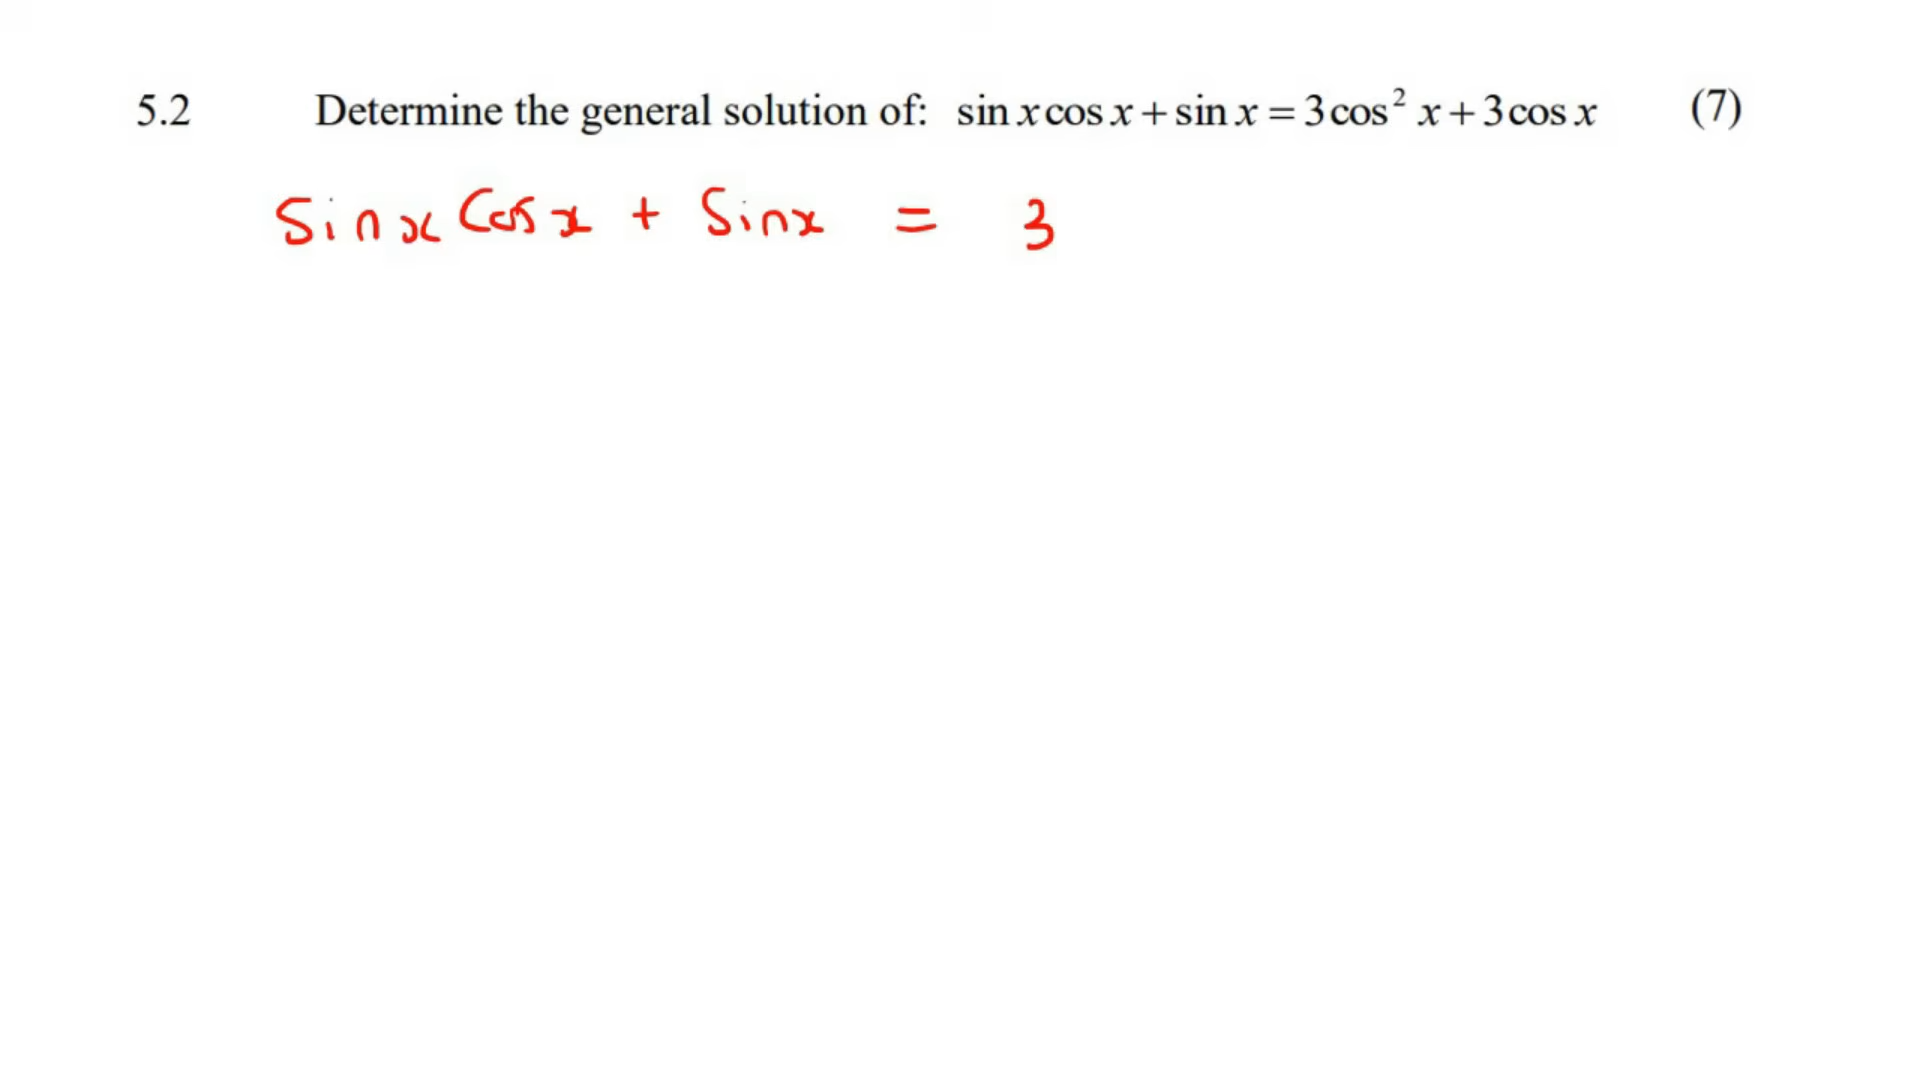 5.2 Determine the general solution of: sin x cos x + sin x = 3 cos² x + 3 cos x (7)
Sin x Cos x + Sin x = 3